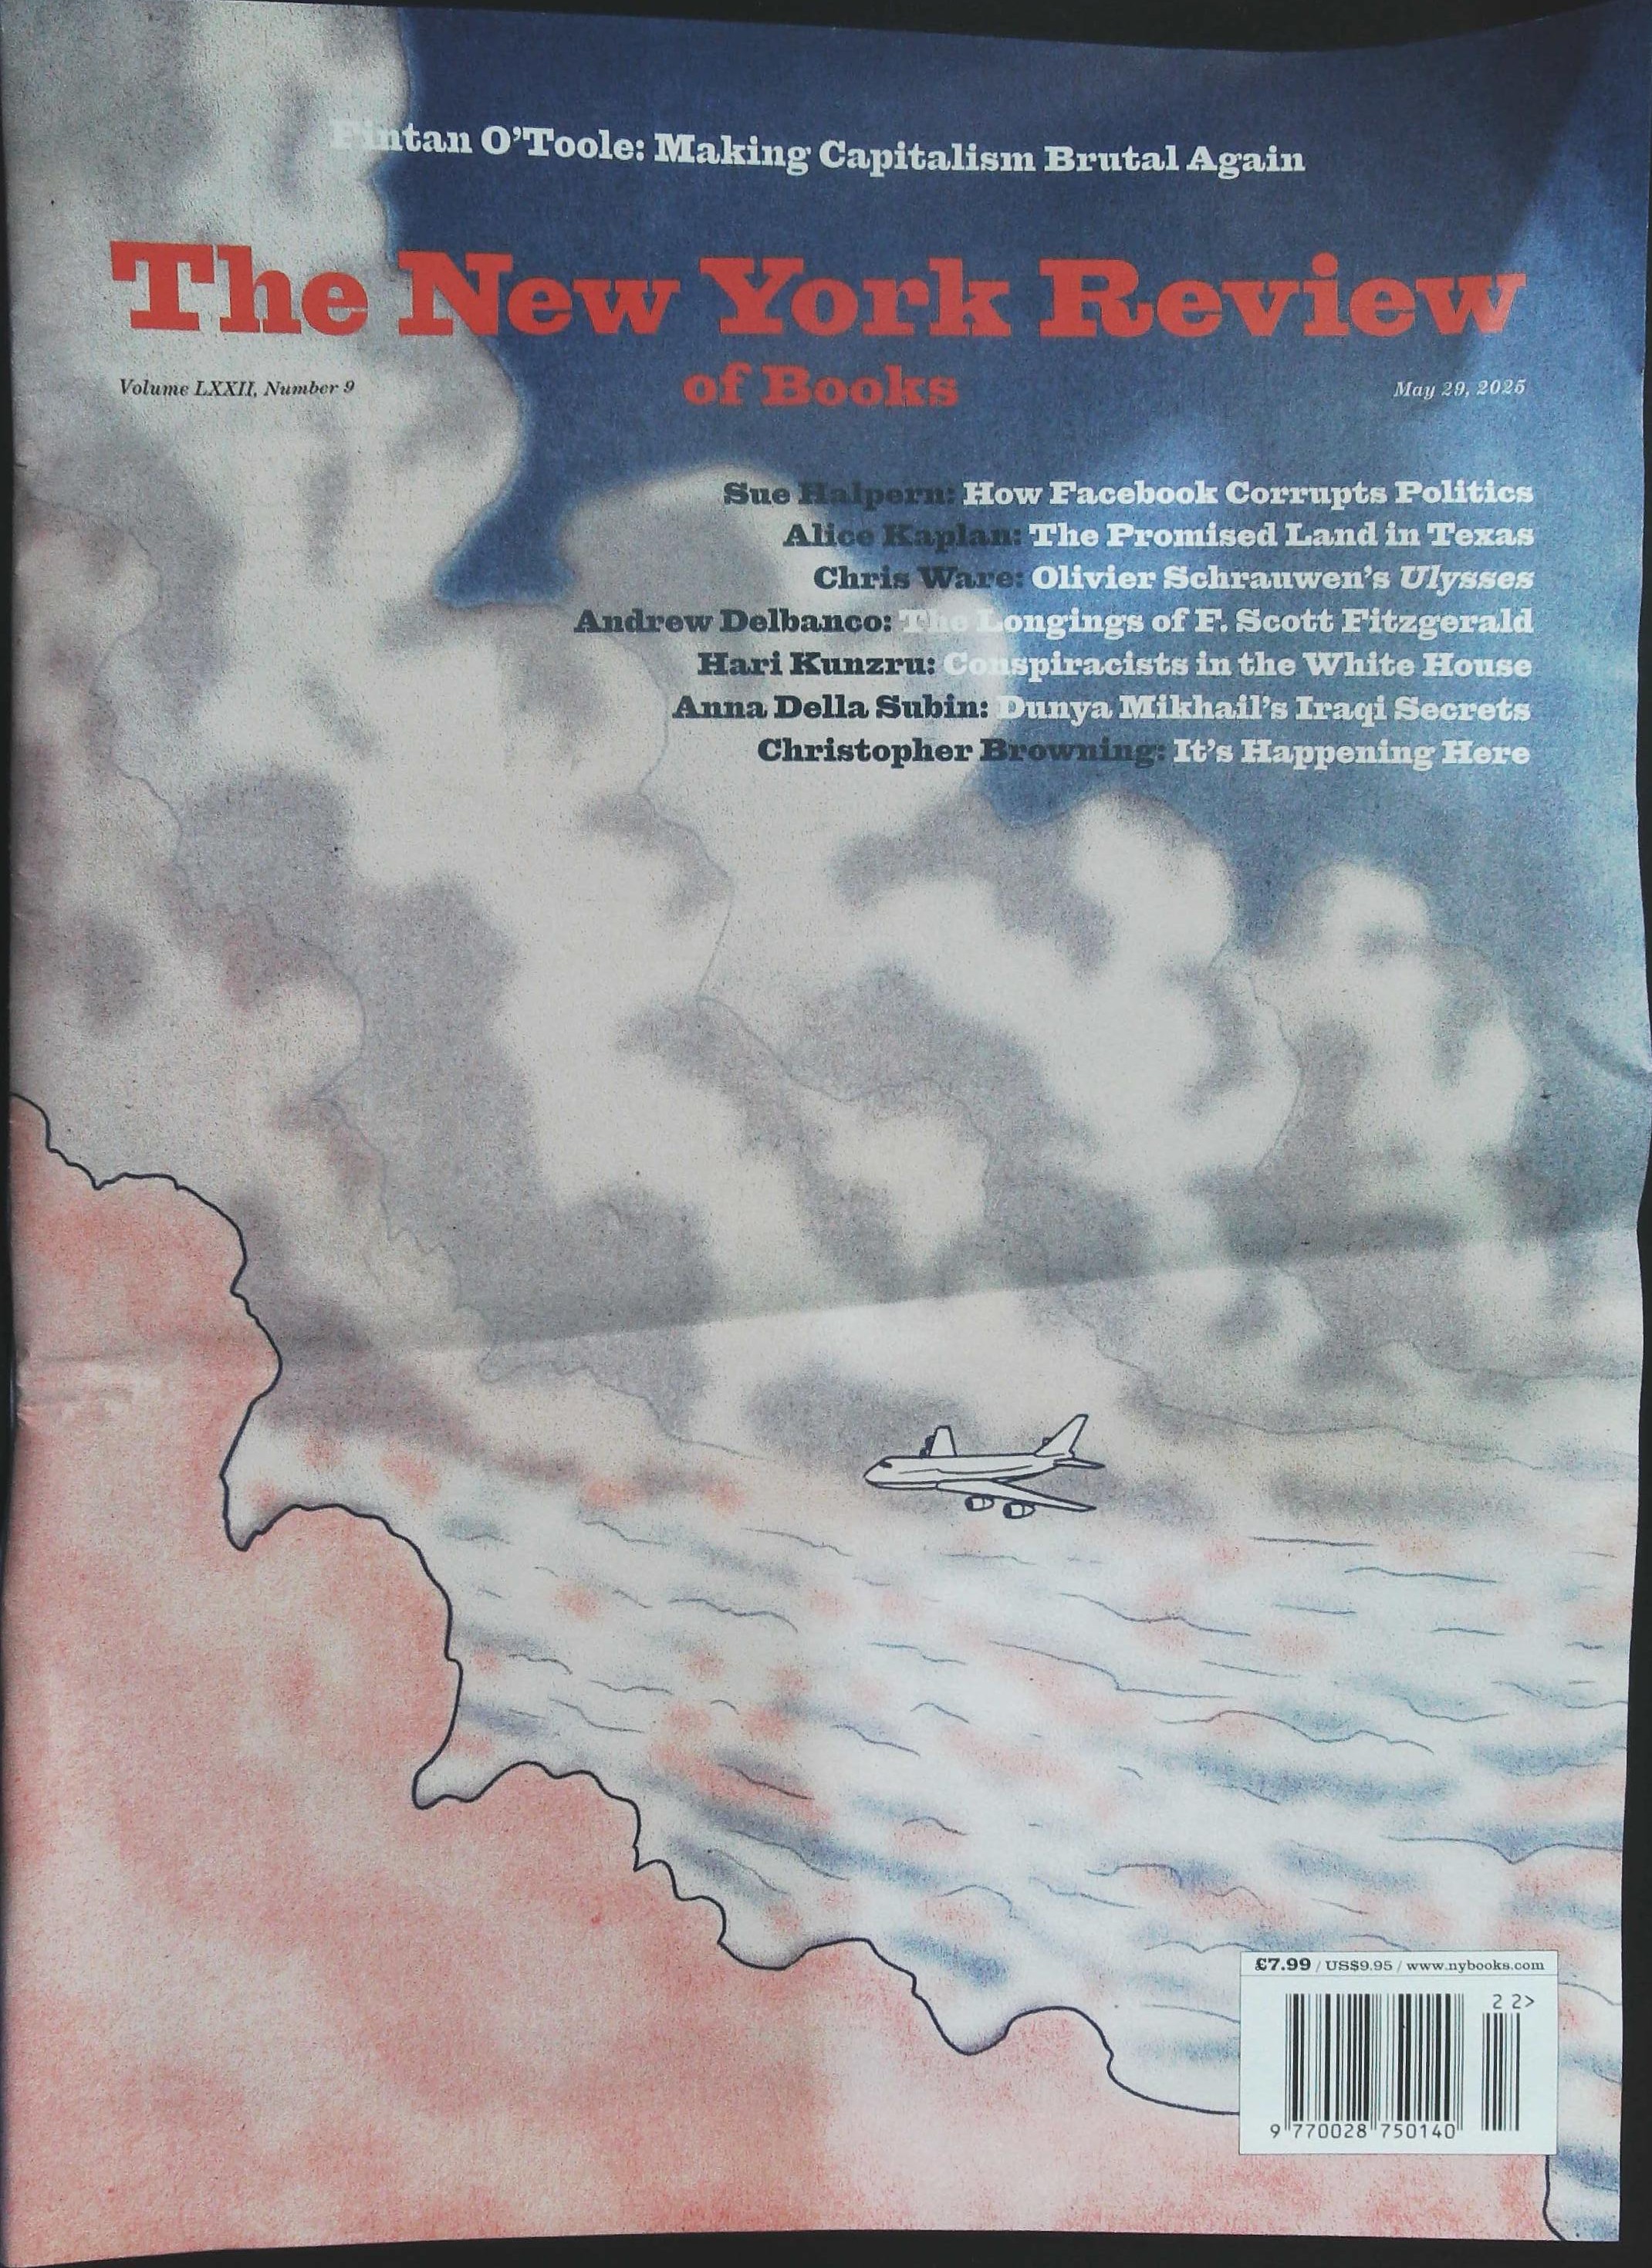 Fintan O'Toole: Making Capitalism Brutal Again
The New York Review
of Books
Volume LXXII, Number 9
May 29, 2025
Sue Halpern: How Facebook Corrupts Politics
Alice Kaplan: The Promised Land in Texas
Chris Ware: Olivier Schrauwen's Ulysses
Andrew Delbanco: The Longings of F. Scott Fitzgerald
Hari Kunzru: Conspiracists in the White House
Anna Della Subin: Dunya Mikhail's Iraqi Secrets
Christopher Browning: It's Happening Here
£7.99 / US$9.95 / www.nybooks.com
2 2>
9 770028 750140